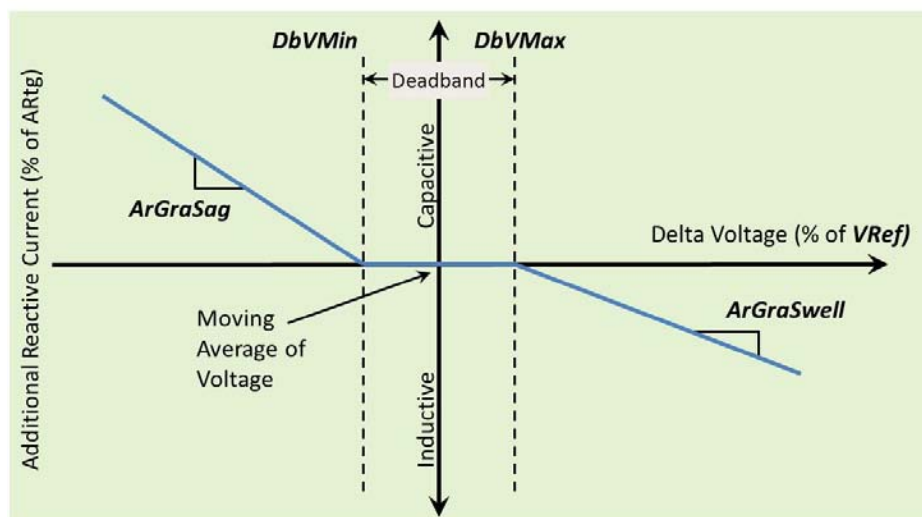 DbVMin
DbVMax
Deadband
Additional Reactive Current (% of ARtg)
Capacitive
ArGraSag
Delta Voltage (% of VRef)
Moving
Average of
Voltage
ArGraSwell
Inductive